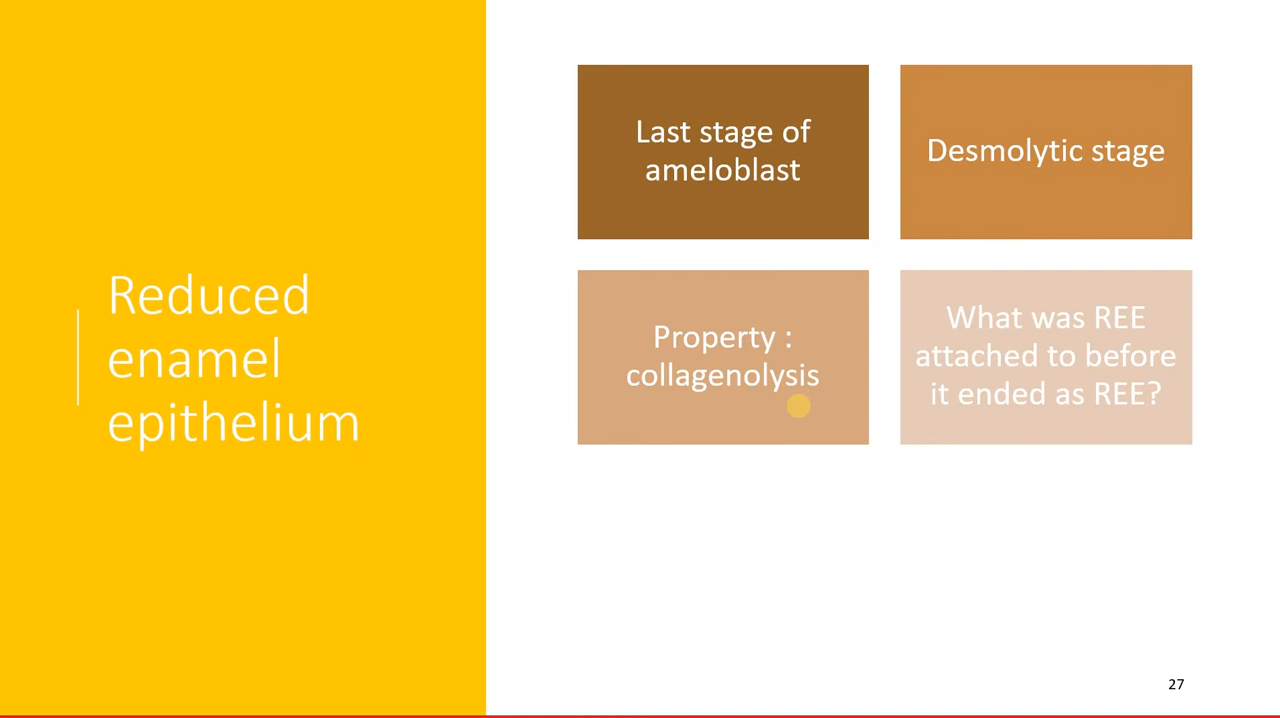 Reduced
enamel
epithelium
Last stage of
ameloblast
Desmolytic stage
Property :
collagenolysis
What was REE
attached to before
it ended as REE?
27